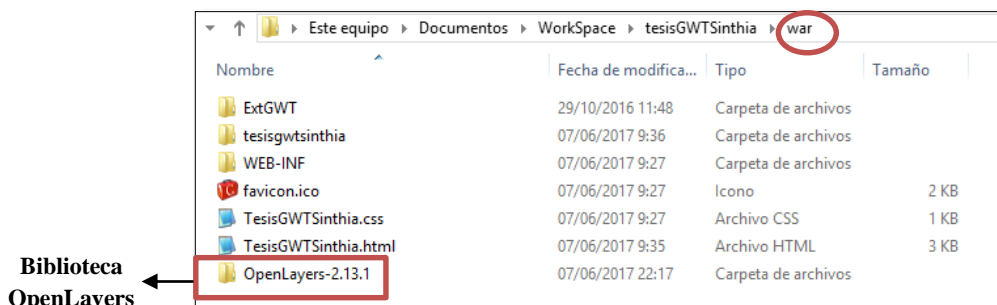 Este equipo Documentos WorkSpace tesisGWTSinthia war
Nombre Fecha de modifica... Tipo Tamaño
ExtGWT 29/10/2016 11:48 Carpeta de archivos
tesisgwtsinthia 07/06/2017 9:36 Carpeta de archivos
WEB-INF 07/06/2017 9:27 Carpeta de archivos
favicon.ico 07/06/2017 9:27 Icono 2 KB
TesisGWTSinthia.css 07/06/2017 9:27 Archivo CSS 1 KB
TesisGWTSinthia.html 07/06/2017 9:35 Archivo HTML 3 KB
OpenLayers-2.13.1 07/06/2017 22:17 Carpeta de archivos
Biblioteca
OpenLayers